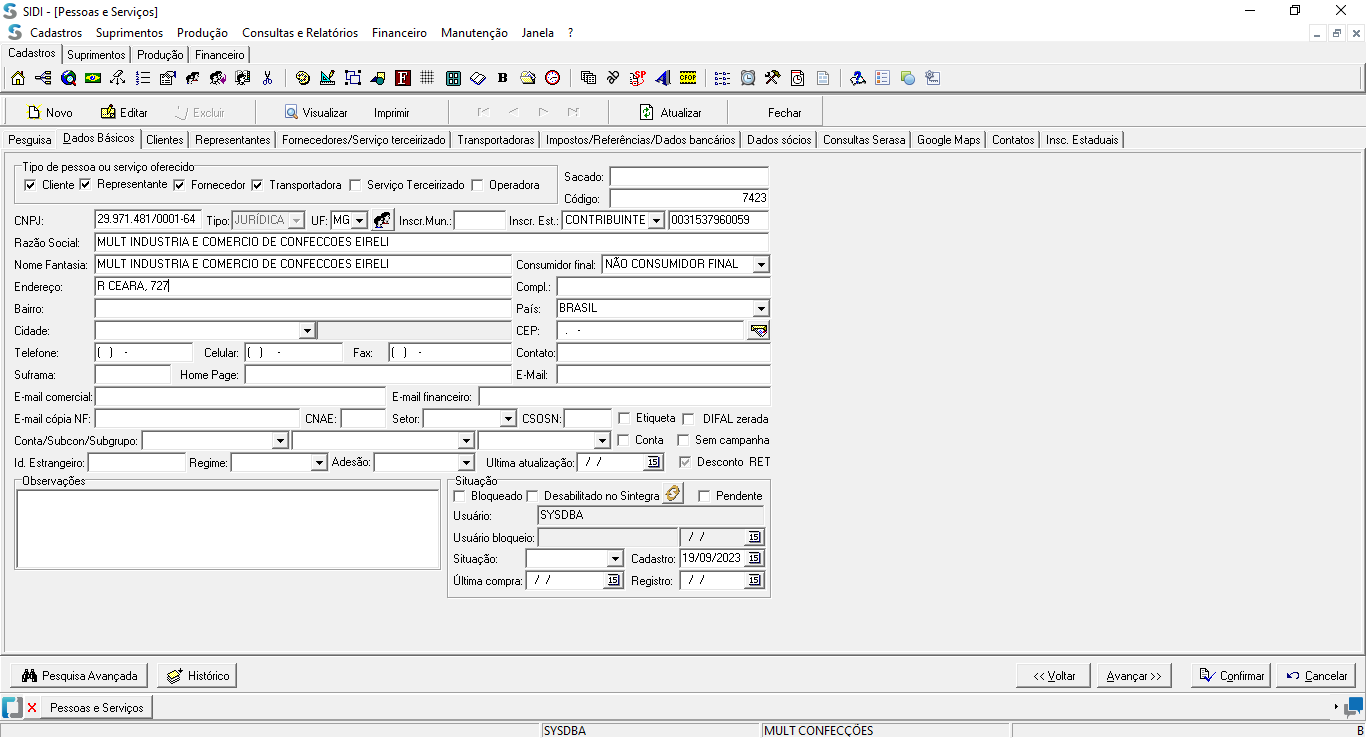 SIDI - [Pessoas e Serviços]
Cadastros Suprimentos Produção Consultas e Relatórios Financeiro Manutenção Janela ?
Cadastros Suprimentos Produção Financeiro
F B SP CFOP
Novo Editar Excluir Visualizar Imprimir Atualizar Fechar
Pesquisa Dados Básicos Clientes Representantes Fornecedores/Serviço terceirizado Transportadoras Impostos/Referências/Dados bancários Dados sócios Consultas Serasa Google Maps Contatos Insc. Estaduais
Tipo de pessoa ou serviço oferecido
Cliente Representante Fornecedor Transportadora Serviço Terceirizado Operadora
Sacado:
Código: 7423
CNPJ: 29.971.481/0001-64 Tipo: JURÍDICA UF: MG Inscr.Mun.: Inscr. Est.: CONTRIBUINTE 0031537960059
Razão Social: MULT INDUSTRIA E COMERCIO DE CONFECCOES EIRELI
Nome Fantasia: MULT INDUSTRIA E COMERCIO DE CONFECCOES EIRELI Consumidor final: NÃO CONSUMIDOR FINAL
Endereço: R CEARA, 727 Compl.:
Bairro: País: BRASIL
Cidade: CEP: . -
Telefone: ( ) - Celular: ( ) - Fax: ( ) - Contato:
Suframa: Home Page: E-Mail:
E-mail comercial: E-mail financeiro:
E-mail cópia NF: CNAE: Setor: CSOSN: Etiqueta DIFAL zerada
Conta/Subcon/Subgrupo: Conta Sem campanha
Id. Estrangeiro: Regime: Adesão: Ultima atualização: / / 15 Desconto RET
Observações
Situação
Bloqueado Desabilitado no Sintegra Pendente
Usuário: SYSDBA
Usuário bloqueio: / / 15
Situação: Cadastro: 19/09/2023 15
Última compra: / / 15 Registro: / / 15
Pesquisa Avançada Histórico << Voltar Avançar >> Confirmar Cancelar
Pessoas e Serviços
SYSDBA MULT CONFECÇÕES B